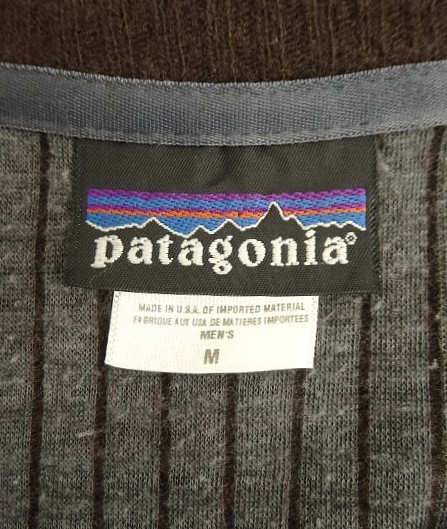 patagonia®
MADE IN U.S.A. OF IMPORTED MATERIAL
FABRIQUE AUX USA DE MATIERES IMPORTEES
MEN'S
M